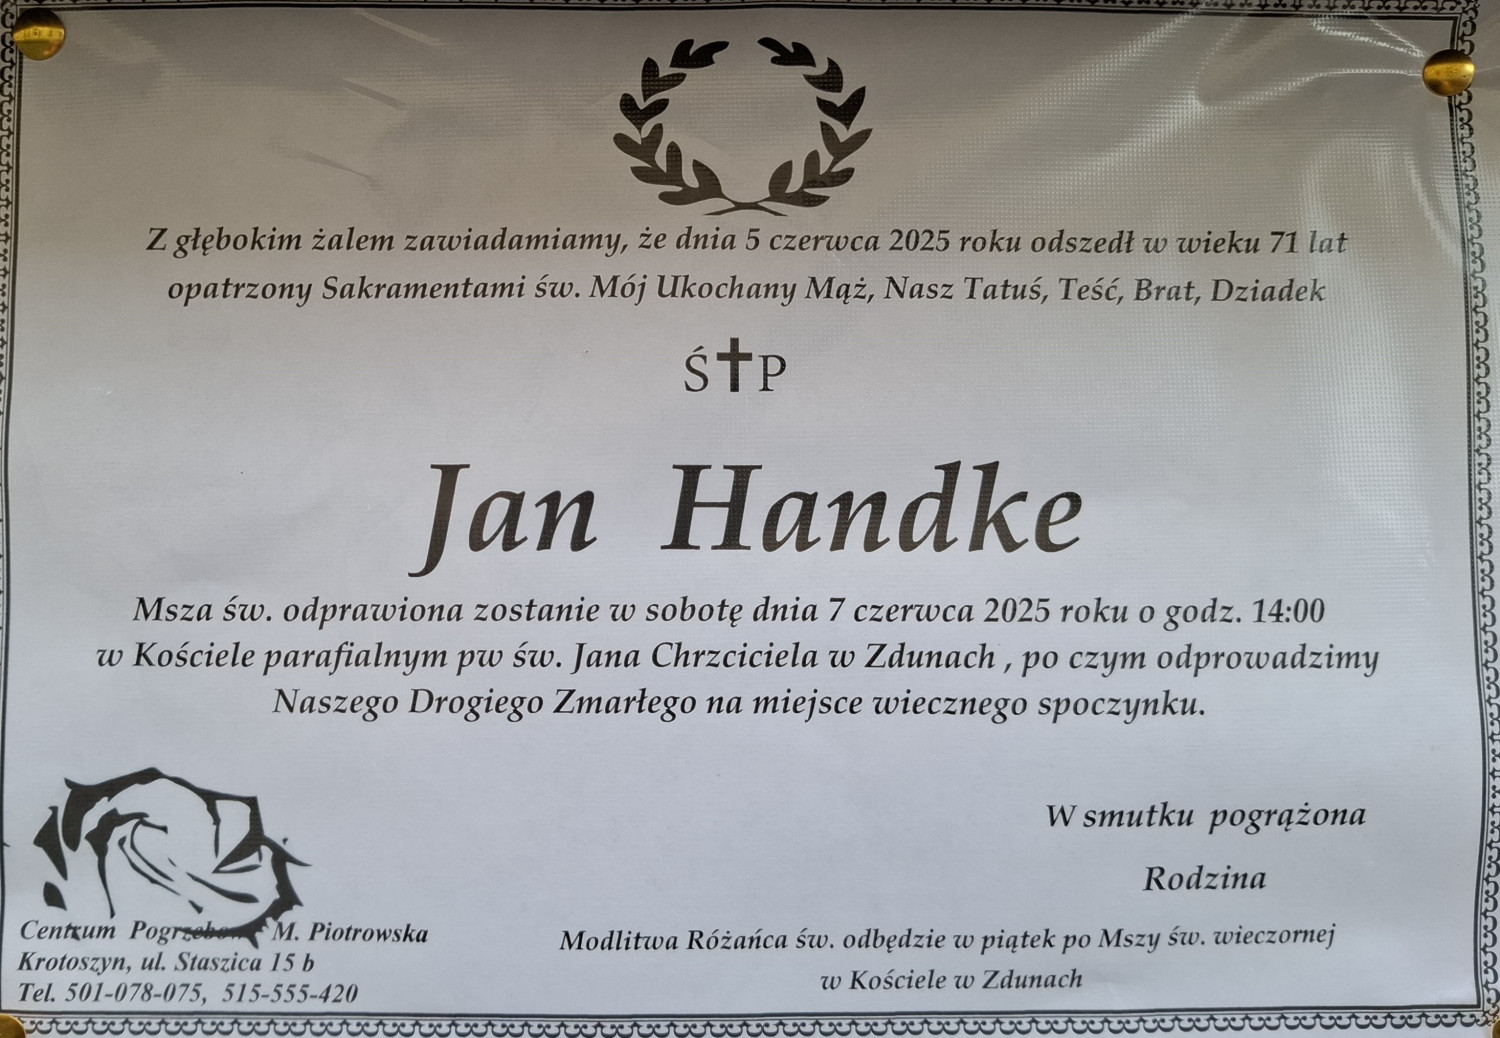 Z głębokim żalem zawiadamiamy, że dnia 5 czerwca 2025 roku odszedł w wieku 71 lat
opatrzony Sakramentami św. Mój Ukochany Mąż, Nasz Tatuś, Teść, Brat, Dziadek
Ś✝P
Jan Handke
Msza św. odprawiona zostanie w sobotę dnia 7 czerwca 2025 roku o godz. 14:00
w Kościele parafialnym pw św. Jana Chrzciciela w Zdunach , po czym odprowadzimy
Naszego Drogiego Zmarłego na miejsce wiecznego spoczynku.
W smutku pogrążona
Rodzina
Centrum Pogrzebowe M. Piotrowska
Krotoszyn, ul. Staszica 15 b
Tel. 501-078-075, 515-555-420
Modlitwa Różańca św. odbędzie w piątek po Mszy św. wieczornej
w Kościele w Zdunach